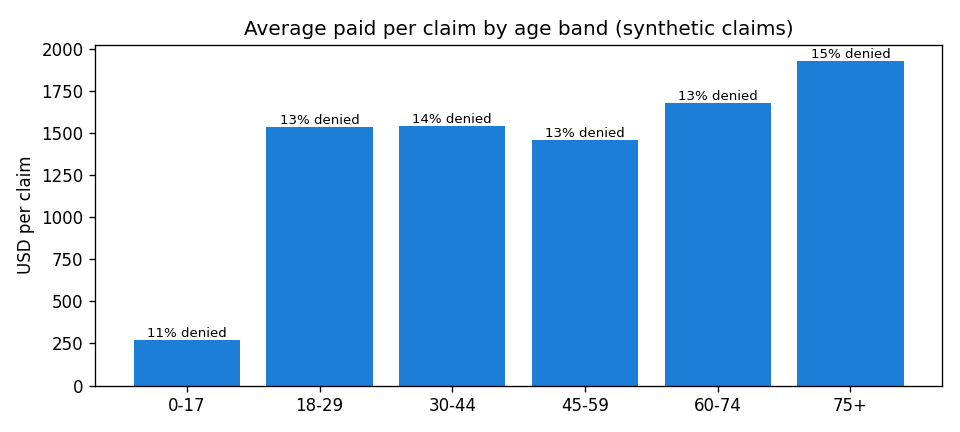 Average paid per claim by age band (synthetic claims)
USD per claim
2000
1750
1500
1250
1000
750
500
250
0
11% denied
13% denied
14% denied
13% denied
13% denied
15% denied
0-17
18-29
30-44
45-59
60-74
75+